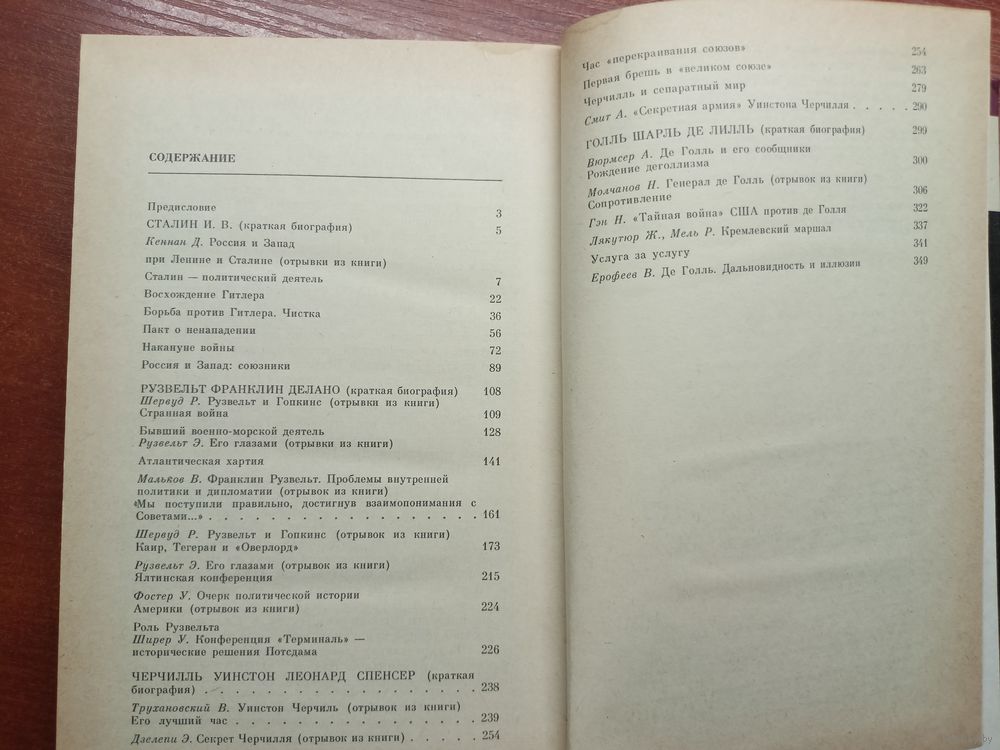 СОДЕРЖАНИЕ
Предисловие 3
СТАЛИН И. В. (краткая биография) 5
Кеннан Д. Россия и Запад
при Ленине и Сталине (отрывки из книги)
Сталин — политический деятель 7
Восхождение Гитлера 22
Борьба против Гитлера. Чистка 36
Пакт о ненападении 56
Накануне войны 72
Россия и Запад: союзники 89
РУЗВЕЛЬТ ФРАНКЛИН ДЕЛАНО (краткая биография) 108
Шервуд Р. Рузвельт и Гопкинс (отрывки из книги)
Странная война 109
Бывший военно-морской деятель 128
Рузвельт Э. Его глазами (отрывки из книги)
Атлантическая хартия 141
Мальков В. Франклин Рузвельт. Проблемы внутренней
политики и дипломатии (отрывок из книги)
«Мы поступили правильно, достигнув взаимопонимания с
Советами...» . . . . . . . . . . . . . . . . . . 161
Шервуд Р. Рузвельт и Гопкинс (отрывок из книги)
Каир, Тегеран и «Оверлорд» 173
Рузвельт Э. Его глазами (отрывок из книги)
Ялтинская конференция 215
Фостер У. Очерк политической истории
Америки (отрывок из книги) 224
Роль Рузвельта
Ширер У. Конференция «Терминаль» —
исторические решения Потсдама 226
ЧЕРЧИЛЛЬ УИНСТОН ЛЕОНАРД СПЕНСЕР (краткая
биография) . . . . . . . . . . . . . . . . . . 238
Трухановский В. Уинстон Черчиль (отрывок из книги)
Его лучший час . . . . . . . . . . . . . . . . 239
Дзелепи Э. Секрет Черчилля (отрывок из книги) . . . . . 254
Час «перекраивания союзов» 254
Первая брешь в «великом союзе» 263
Черчилль и сепаратный мир 279
Смит А. «Секретная армия» Уинстона Черчилля . . . . . 290
ГОЛЛЬ ШАРЛЬ ДЕ ЛИЛЛЬ (краткая биография) 299
Вюрмсер А. Де Голль и его сообщники
Рождение деголлизма 300
Молчанов Н. Генерал де Голль (отрывок из книги)
Сопротивление 306
Гэн Н. «Тайная война» США против де Голля 322
Лякутюр Ж., Мель Р. Кремлевский маршал 337
Услуга за услугу 341
Ерофеев В. Де Голль. Дальновидность и иллюзии 349